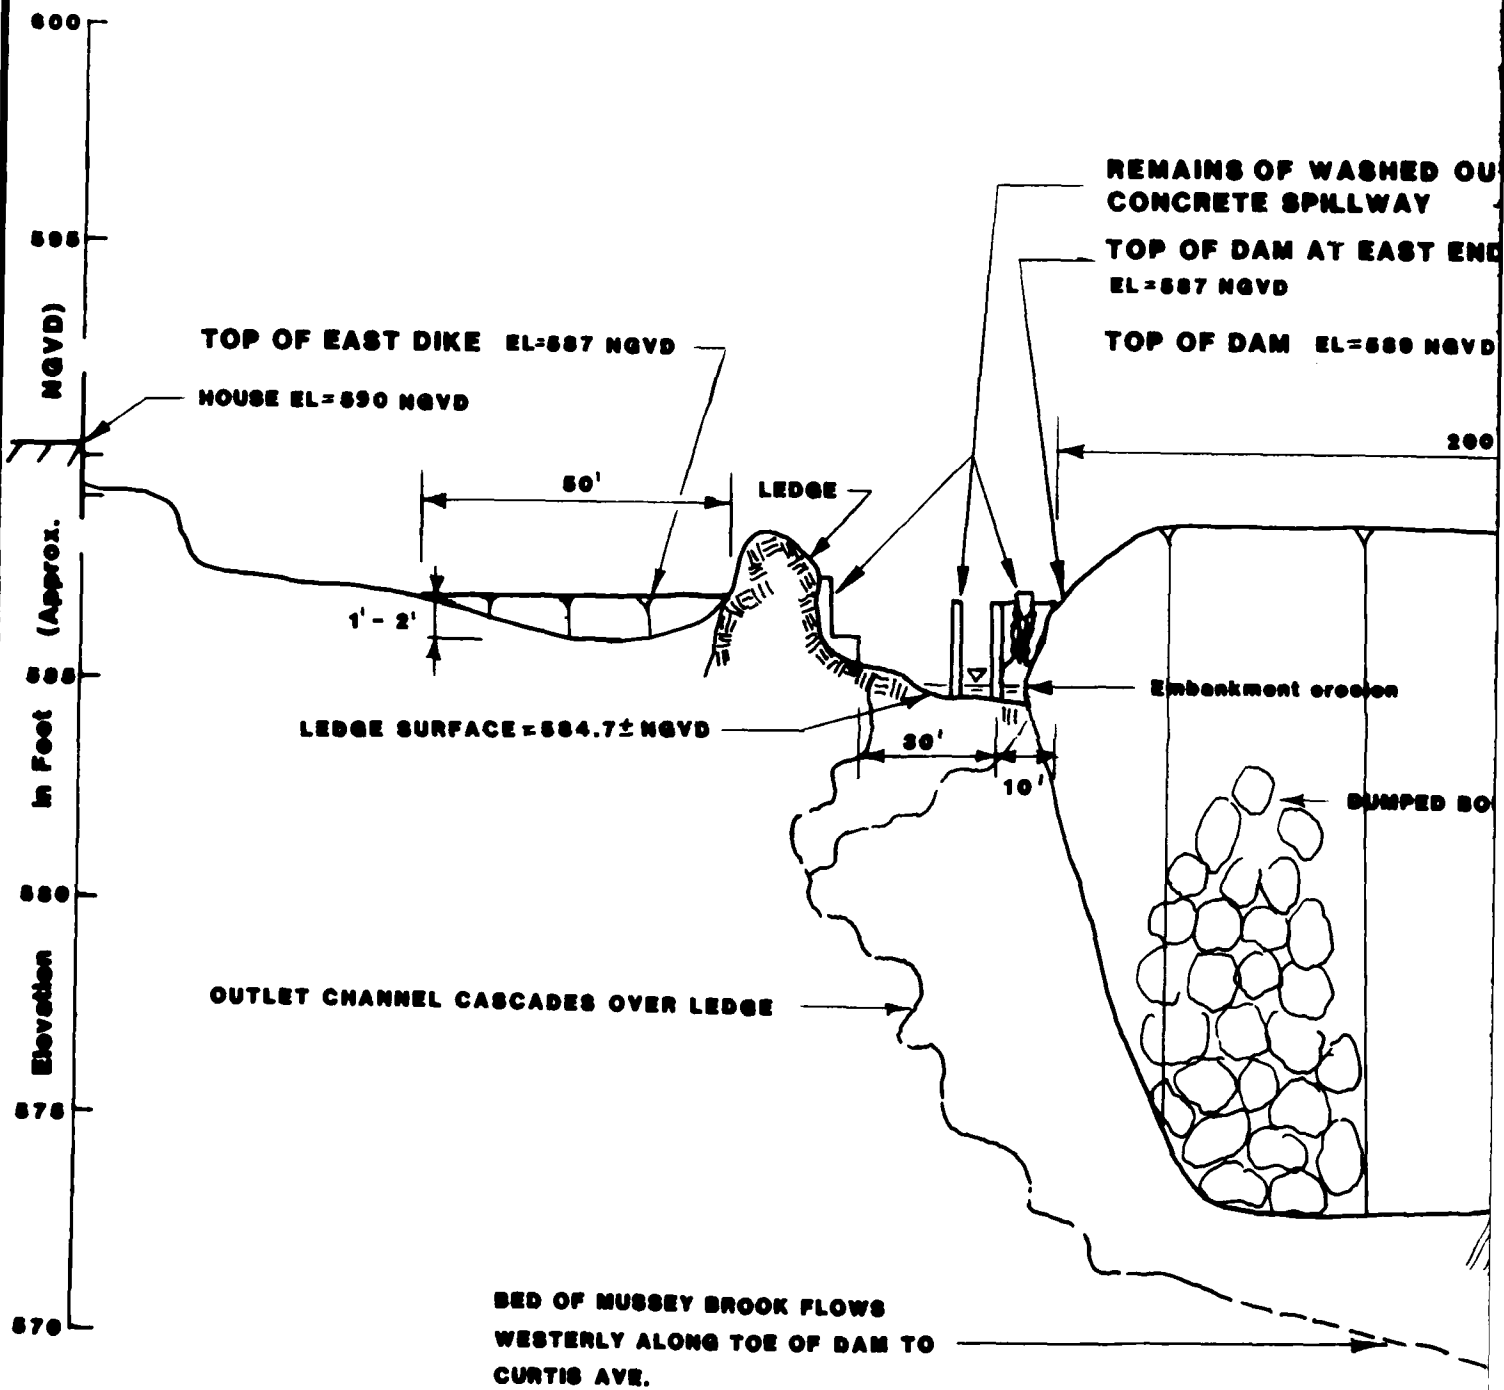 600
REMAINS OF WASHED OU
CONCRETE SPILLWAY
595
TOP OF DAM AT EAST END
EL=587 NGVD
TOP OF EAST DIKE EL=587 NGVD
TOP OF DAM EL=589 NGVD
HOUSE EL=590 NGVD
200
50'
LEDGE
1' - 2'
585
Embankment erosion
LEDGE SURFACE=584.7± NGVD
30'
10'
DUMPED BO
580
OUTLET CHANNEL CASCADES OVER LEDGE
575
BED OF MUSSEY BROOK FLOWS
WESTERLY ALONG TOE OF DAM TO
CURTIS AVE.
570
Elevation in Feet (Approx. NGVD)